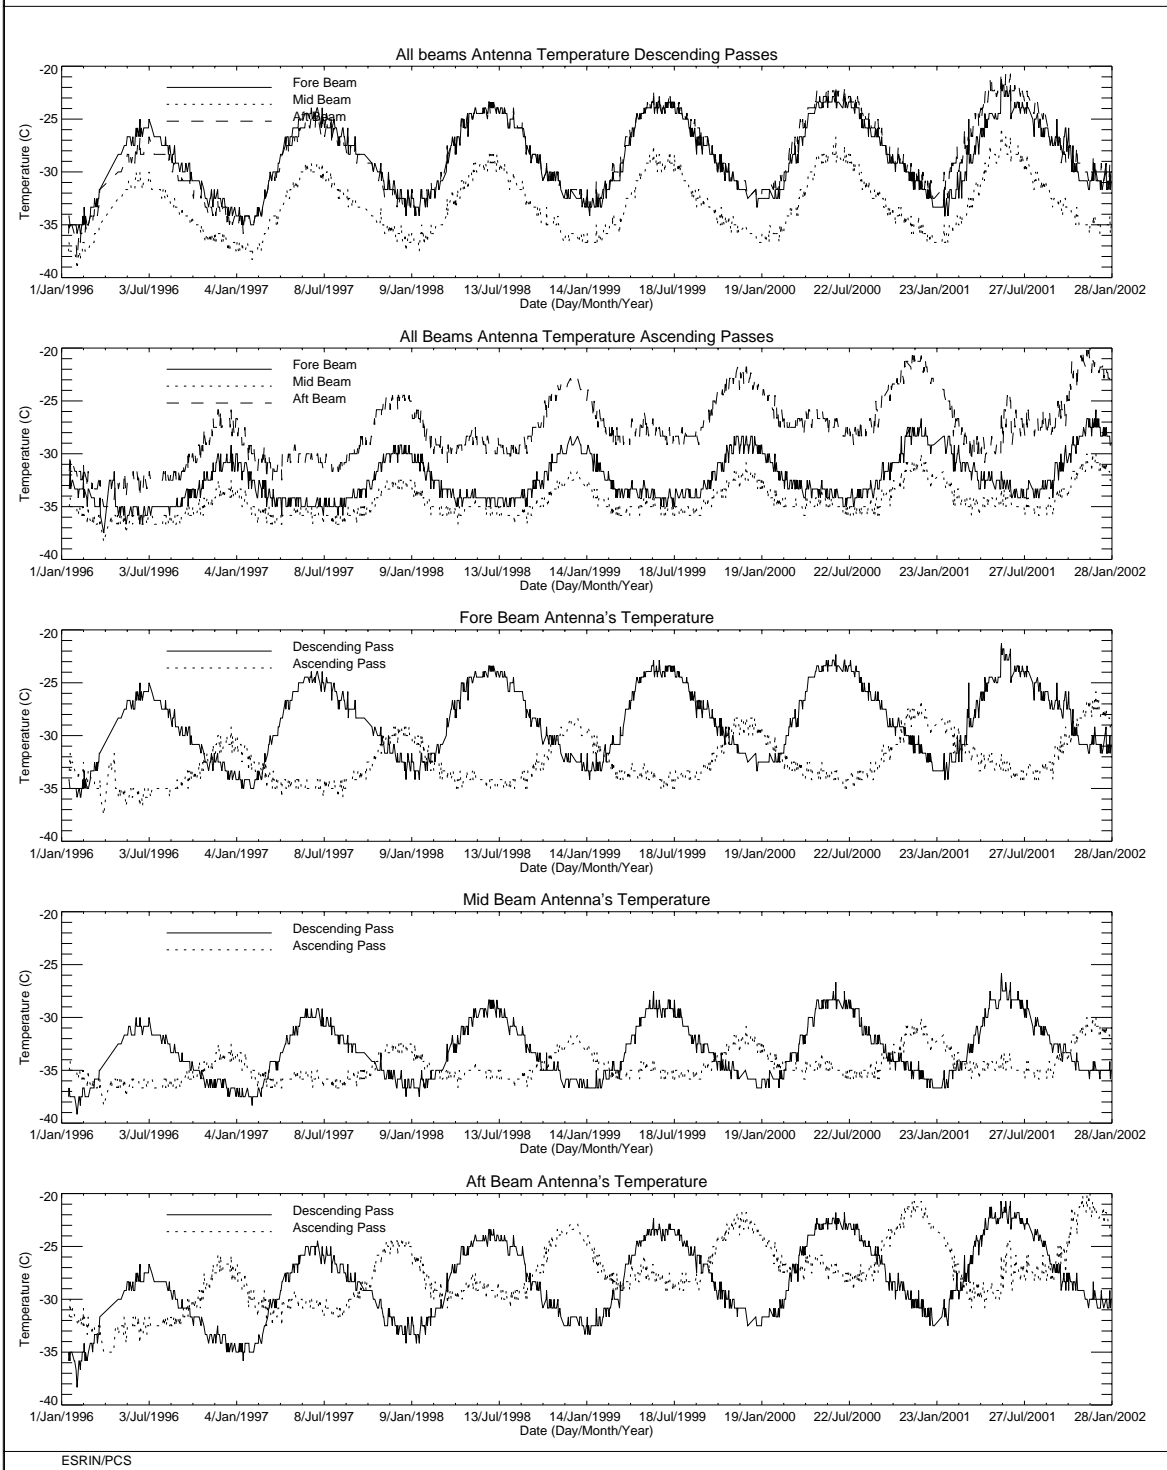 All beams Antenna Temperature Descending Passes
-20
-25
-30
-35
-40
Temperature (C)
Fore Beam
Mid Beam
Aft Beam
1/Jan/1996 3/Jul/1996 4/Jan/1997 8/Jul/1997 9/Jan/1998 13/Jul/1998 14/Jan/1999 18/Jul/1999 19/Jan/2000 22/Jul/2000 23/Jan/2001 27/Jul/2001 28/Jan/2002
Date (Day/Month/Year)
All Beams Antenna Temperature Ascending Passes
-20
-25
-30
-35
-40
Temperature (C)
Fore Beam
Mid Beam
Aft Beam
1/Jan/1996 3/Jul/1996 4/Jan/1997 8/Jul/1997 9/Jan/1998 13/Jul/1998 14/Jan/1999 18/Jul/1999 19/Jan/2000 22/Jul/2000 23/Jan/2001 27/Jul/2001 28/Jan/2002
Date (Day/Month/Year)
Fore Beam Antenna's Temperature
-20
-25
-30
-35
-40
Temperature (C)
Descending Pass
Ascending Pass
1/Jan/1996 3/Jul/1996 4/Jan/1997 8/Jul/1997 9/Jan/1998 13/Jul/1998 14/Jan/1999 18/Jul/1999 19/Jan/2000 22/Jul/2000 23/Jan/2001 27/Jul/2001 28/Jan/2002
Date (Day/Month/Year)
Mid Beam Antenna's Temperature
-20
-25
-30
-35
-40
Temperature (C)
Descending Pass
Ascending Pass
1/Jan/1996 3/Jul/1996 4/Jan/1997 8/Jul/1997 9/Jan/1998 13/Jul/1998 14/Jan/1999 18/Jul/1999 19/Jan/2000 22/Jul/2000 23/Jan/2001 27/Jul/2001 28/Jan/2002
Date (Day/Month/Year)
Aft Beam Antenna's Temperature
-20
-25
-30
-35
-40
Temperature (C)
Descending Pass
Ascending Pass
1/Jan/1996 3/Jul/1996 4/Jan/1997 8/Jul/1997 9/Jan/1998 13/Jul/1998 14/Jan/1999 18/Jul/1999 19/Jan/2000 22/Jul/2000 23/Jan/2001 27/Jul/2001 28/Jan/2002
Date (Day/Month/Year)
ESRIN/PCS